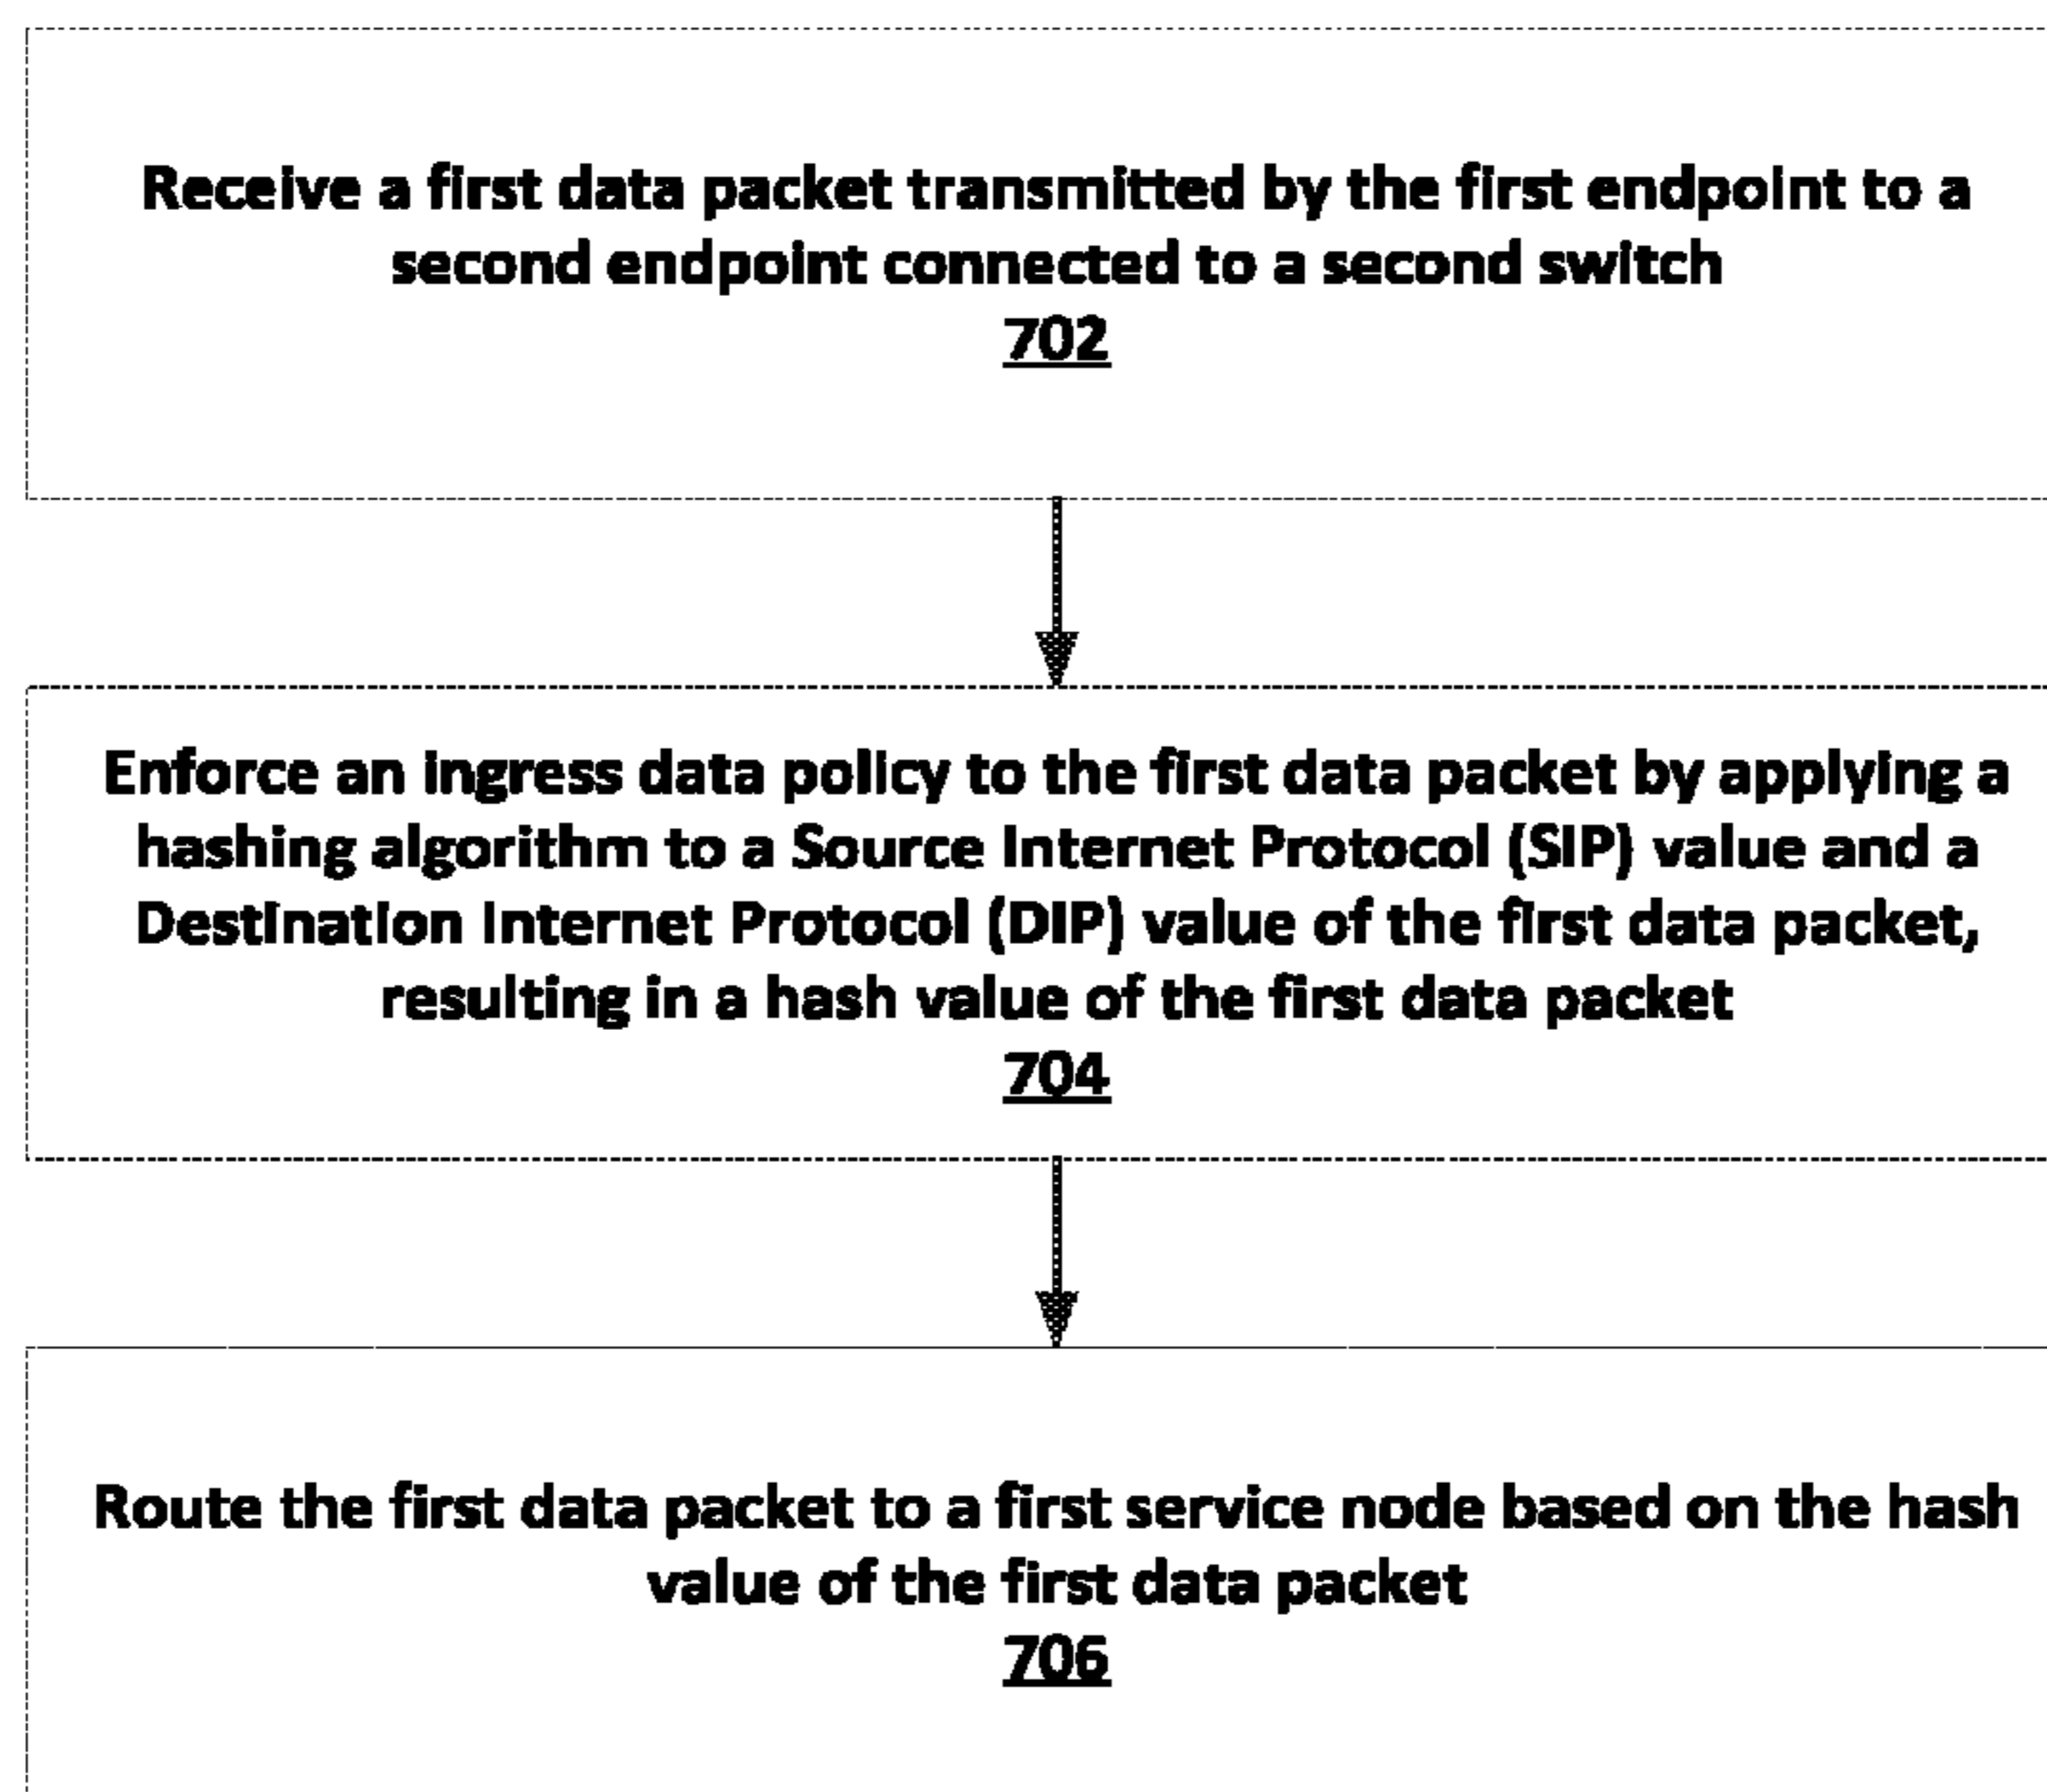 Receive a first data packet transmitted by the first endpoint to a
second endpoint connected to a second switch
702
Enforce an ingress data policy to the first data packet by applying a
hashing algorithm to a Source Internet Protocol (SIP) value and a
Destination Internet Protocol (DIP) value of the first data packet,
resulting in a hash value of the first data packet
704
Route the first data packet to a first service node based on the hash
value of the first data packet
706